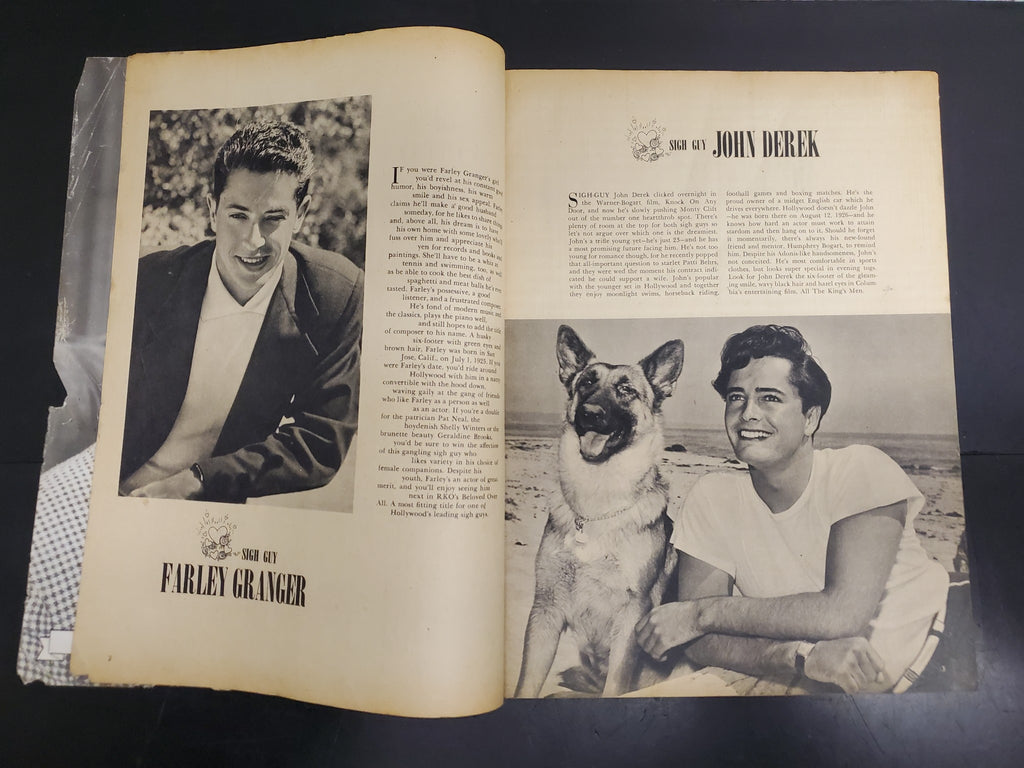 IF you were Farley Granger's girl
you'd revel at his constant good
humor, his boyishness, his warm
smile and his sex appeal. Farley
claims he'll make a good husband
someday, for he likes to share things
and, above all, his dream is to have
his own home with some lovely who'll
fuss over him and appreciate his
yen for records and books and
paintings. She'll have to be a whiz at
tennis and swimming, too, as well
as be able to cook the best dish of
spaghetti and meat balls he's ever
tasted. Farley's possessive, a good
listener, and a frustrated composer.
He's fond of modern music and
the classics, plays the piano well,
and still hopes to add the title
of composer to his name. A husky
six-footer with green eyes and
brown hair, Farley was born in San
Jose, Calif., on July 1, 1925. If you
were Farley's date, you'd ride around
Hollywood with him in a nasty
convertible with the hood down,
waving gaily at the gang of friends
who like Farley as a person as well
as an actor. If you're a double
for the patrician Pat Neal, the
hoydenish Shelly Winters or the
brunette beauty Geraldine Brooks,
you'd be sure to win the affection
of this gangling sigh guy who
likes variety in his choice of
female companions. Despite his
youth, Farley's an actor of great
merit, and you'll enjoy seeing him
next in RKO's Beloved Over
All. A most fitting title for one of
Hollywood's leading sigh guys.
SIGH GUY
FARLEY GRANGER
SIGH GUY JOHN DEREK
SIGH-GUY John Derek clicked overnight in
the Warner-Bogart film, Knock On Any
Door, and now he's slowly pushing Monty Clift
out of the number one heartthrob spot. There's
plenty of room at the top for both sigh guys so
let's not argue over which one is the dreamiest.
John's a trifle young yet—he's just 23—and he has
a most promising future facing him. He's not too
young for romance though, for he recently popped
that all-important question to starlet Patti Behrs,
and they were wed the moment his contract indi-
cated he could support a wife. John's popular
with the younger set in Hollywood and together
they enjoy moonlight swims, horseback riding,
football games and boxing matches. He's the
proud owner of a midget English car which he
drives everywhere. Hollywood doesn't dazzle John
—he was born there on August 12, 1926—and he
knows how hard an actor must work to attain
stardom and then hang on to it. Should he forget
it momentarily, there's always his new-found
friend and mentor, Humphrey Bogart, to remind
him. Despite his Adonis-like handsomeness, John's
not conceited. He's most comfortable in sports
clothes, but looks super special in evening togs.
Look for John Derek the six-footer of the gleam-
ing smile, wavy black hair and hazel eyes in Colum-
bia's entertaining film, All The King's Men.